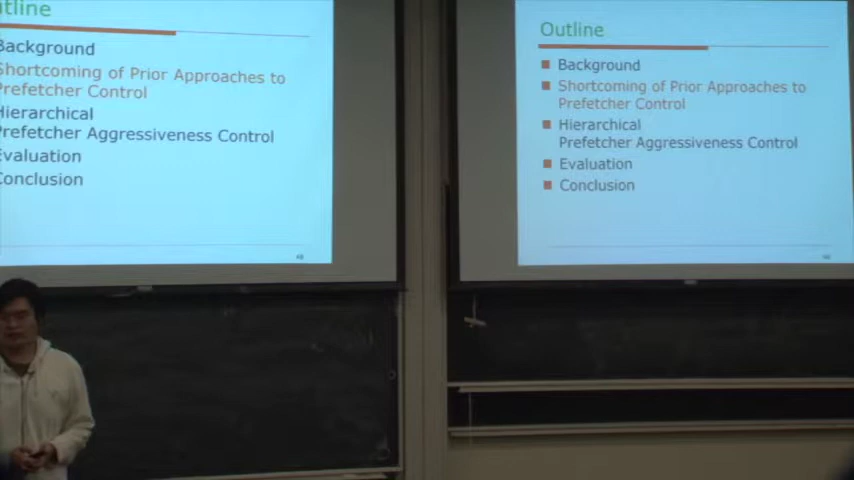 tline
Background
Shortcoming of Prior Approaches to
Prefetcher Control
Hierarchical
Prefetcher Aggressiveness Control
Evaluation
Conclusion
Outline
Background
Shortcoming of Prior Approaches to
Prefetcher Control
Hierarchical
Prefetcher Aggressiveness Control
Evaluation
Conclusion